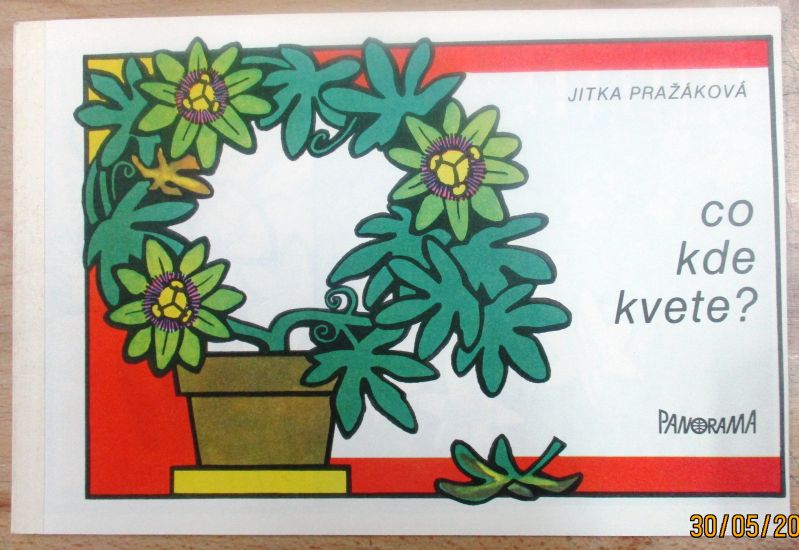 JITKA PRAŽÁKOVÁ
co
kde
kvete?
PANORAMA
30/05/20